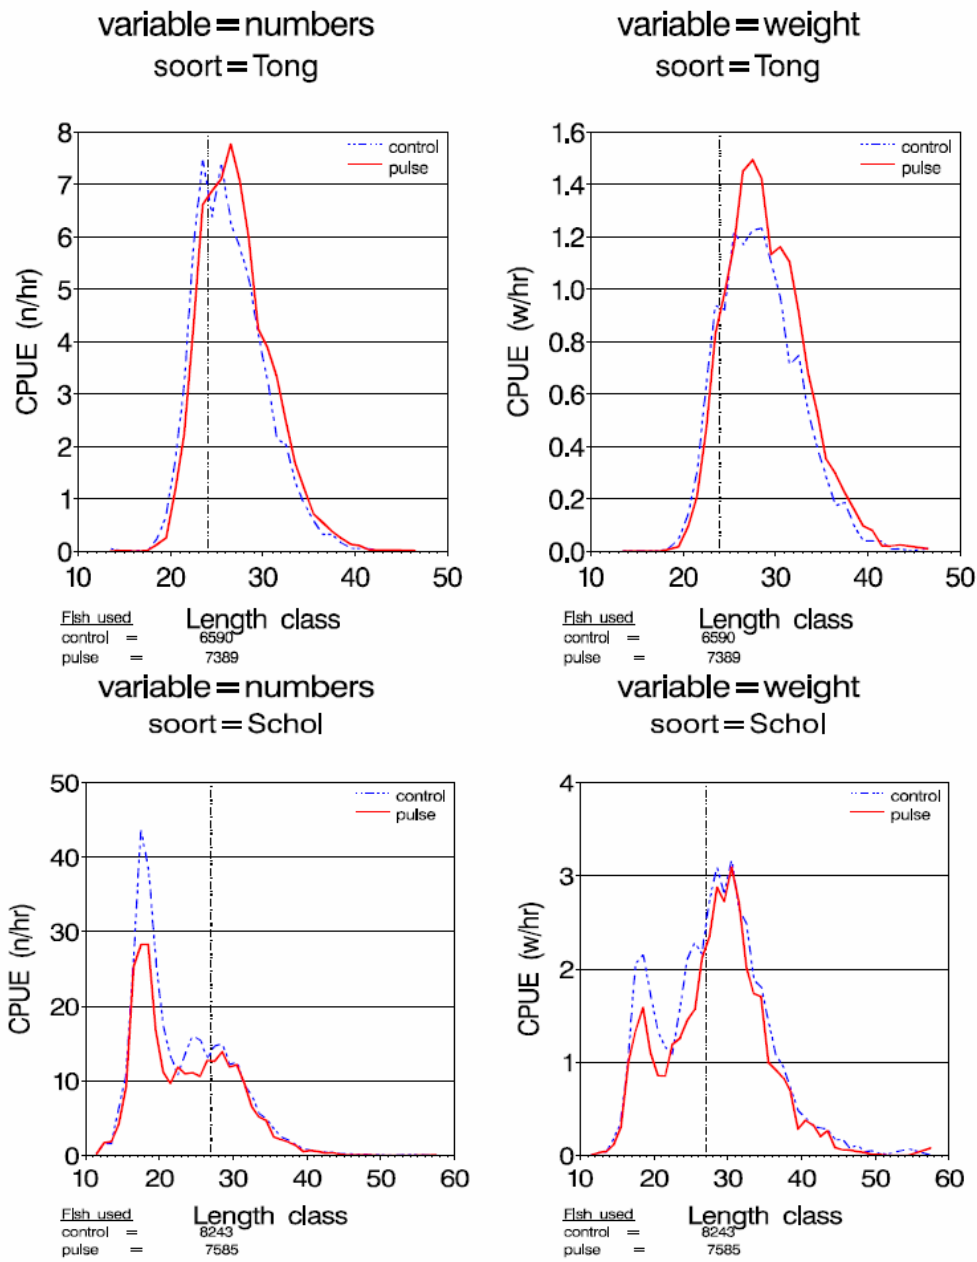 variable = numbers
soort = Tong
8
7
6
5
4
3
2
1
0
CPUE (n/hr)
control
pulse
10 20 30 40 50
Length class
Fish used
control = 6590
pulse = 7389
variable = weight
soort = Tong
1.6
1.4
1.2
1.0
0.8
0.6
0.4
0.2
0.0
CPUE (w/hr)
control
pulse
10 20 30 40 50
Length class
Fish used
control = 6590
pulse = 7389
variable = numbers
soort = Schol
50
40
30
20
10
0
CPUE (n/hr)
control
pulse
10 20 30 40 50 60
Length class
Fish used
control = 8243
pulse = 7585
variable = weight
soort = Schol
4
3
2
1
0
CPUE (w/hr)
control
pulse
10 20 30 40 50 60
Length class
Fish used
control = 8243
pulse = 7585